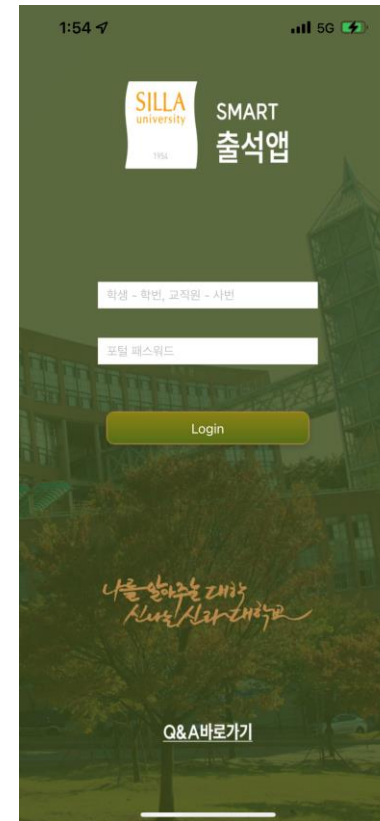 1:54
5G
SILLA
university
1954
SMART
출석앱
학생 - 학번, 교직원 - 사번
포털 패스워드
Login
나를 알아주는 대학
신나는 신라대학교
Q&A바로가기